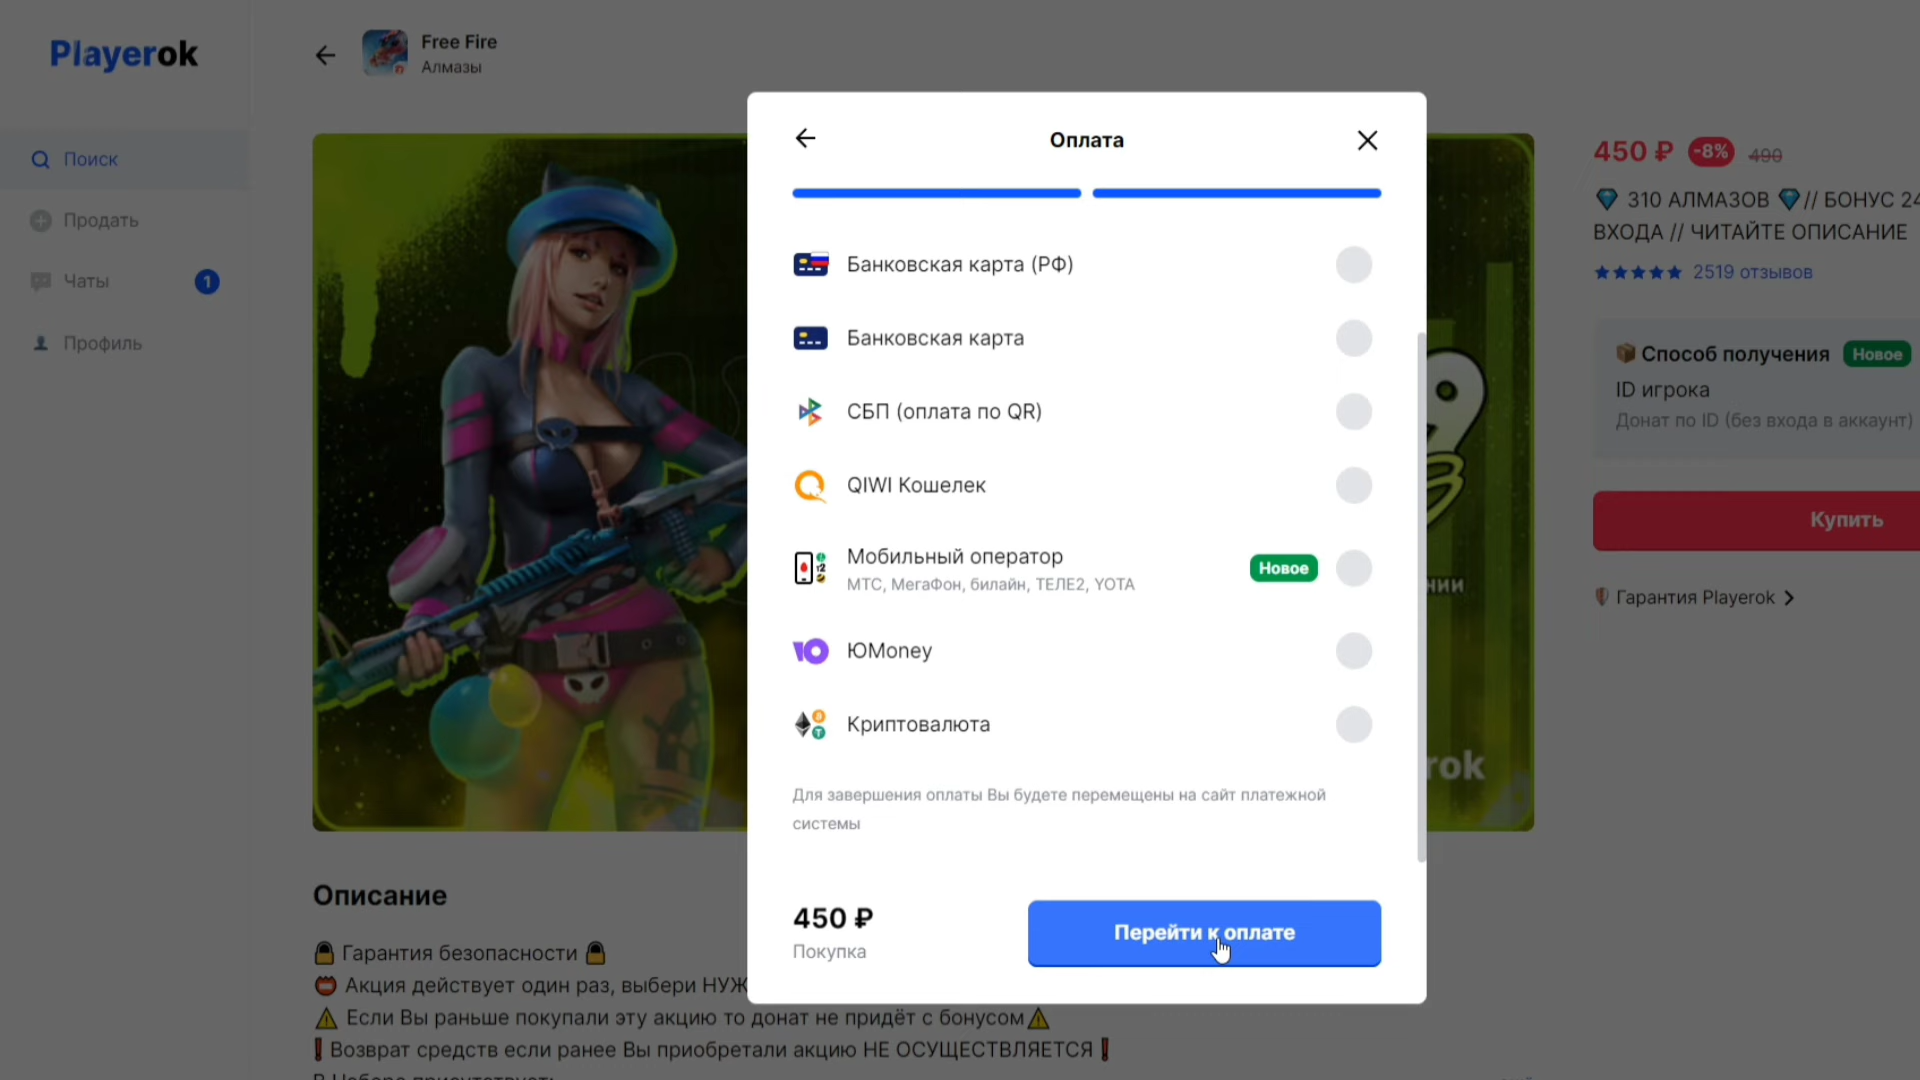 Playerok
Free Fire
Алмазы
Поиск
Продать
Чаты
1
Профиль
Оплата
Банковская карта (РФ)
Банковская карта
СБП (оплата по QR)
QIWI Кошелек
Мобильный оператор
МТС, МегаФон, билайн, ТЕЛЕ2, YOTA
Новое
ЮMoney
Криптовалюта
Для завершения оплаты Вы будете перемещены на сайт платежной
системы
450 ₽
Покупка
Перейти к оплате
450 ₽ -8% 490
310 АЛМАЗОВ // БОНУС 24
ВХОДА // ЧИТАЙТЕ ОПИСАНИЕ
2519 отзывов
Способ получения Новое
ID игрока
Донат по ID (без входа в аккаунт)
Купить
Гарантия Playerok
rok
Описание
Гарантия безопасности
Акция действует один раз, выбери НУЖ
Если Вы раньше покупали эту акцию то донат не придёт с бонусом
Возврат средств если ранее Вы приобретали акцию НЕ ОСУЩЕСТВЛЯЕТСЯ